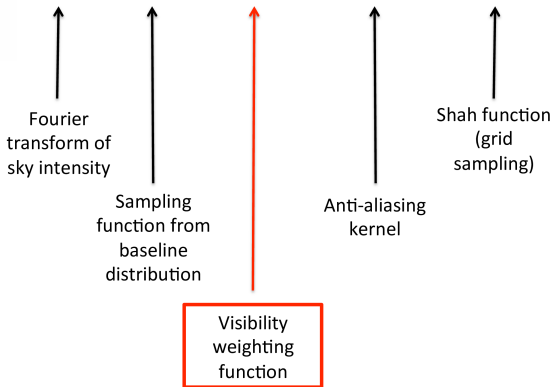 Fourier
transform of
sky intensity
Sampling
function from
baseline
distribution
Visibility
weighting
function
Anti-aliasing
kernel
Shah function
(grid
sampling)